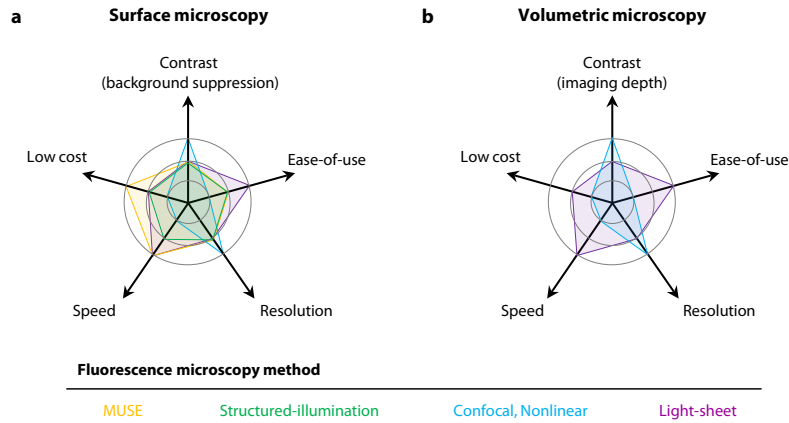 a
Surface microscopy
Contrast
(background suppression)
Low cost
Ease-of-use
Speed
Resolution
b
Volumetric microscopy
Contrast
(imaging depth)
Low cost
Ease-of-use
Speed
Resolution
Fluorescence microscopy method
MUSE
Structured-illumination
Confocal, Nonlinear
Light-sheet